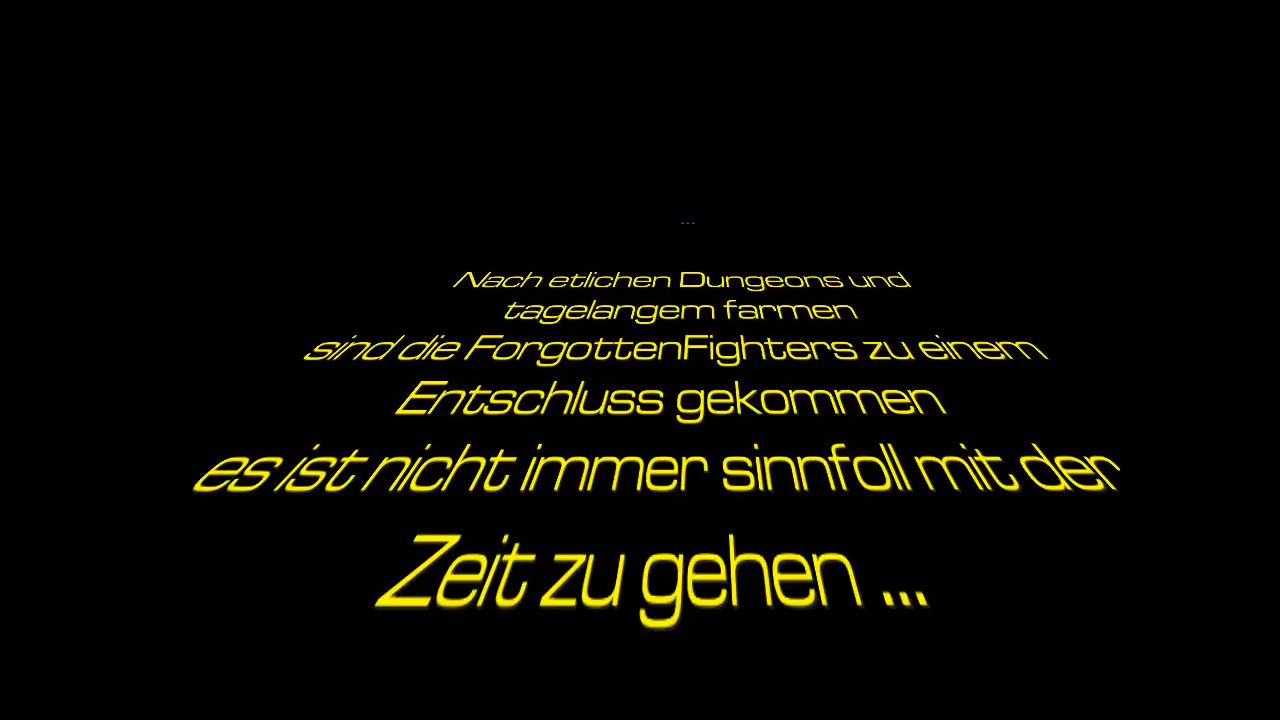 ...
Nach etlichen Dungeons und
tagelangem farmen
sind die ForgottenFighters zu einem
Entschluss gekommen
es ist nicht immer sinnfoll mit der
Zeit zu gehen ...